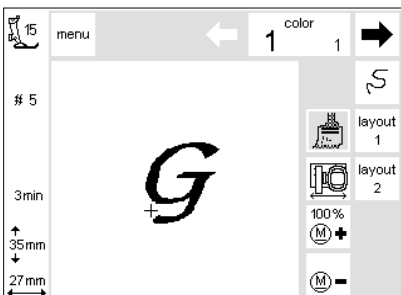 15
menu
color
1 1
# 5
layout
1
layout
2
G
3min
100%
M +
35mm
M -
27mm